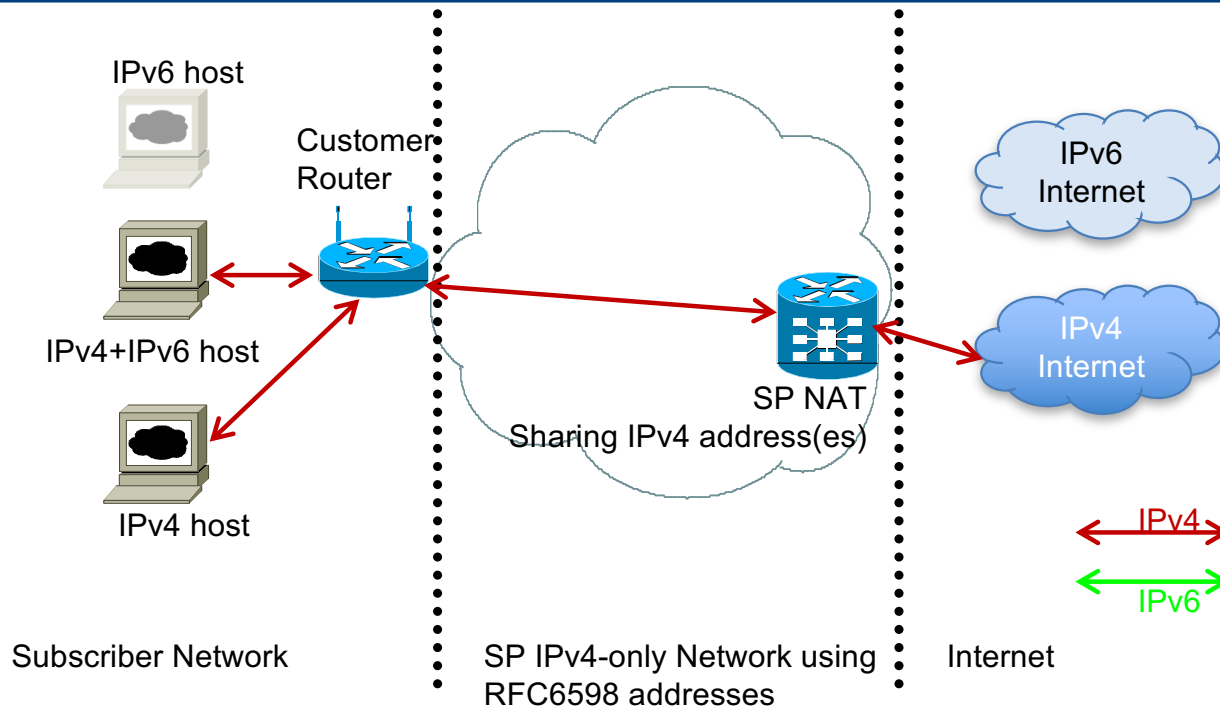 IPv6 host
Customer
Router
IPv4+IPv6 host
IPv4 host
SP NAT
Sharing IPv4 address(es)
IPv6
Internet
IPv4
Internet
IPv4
IPv6
Subscriber Network
SP IPv4-only Network using
RFC6598 addresses
Internet